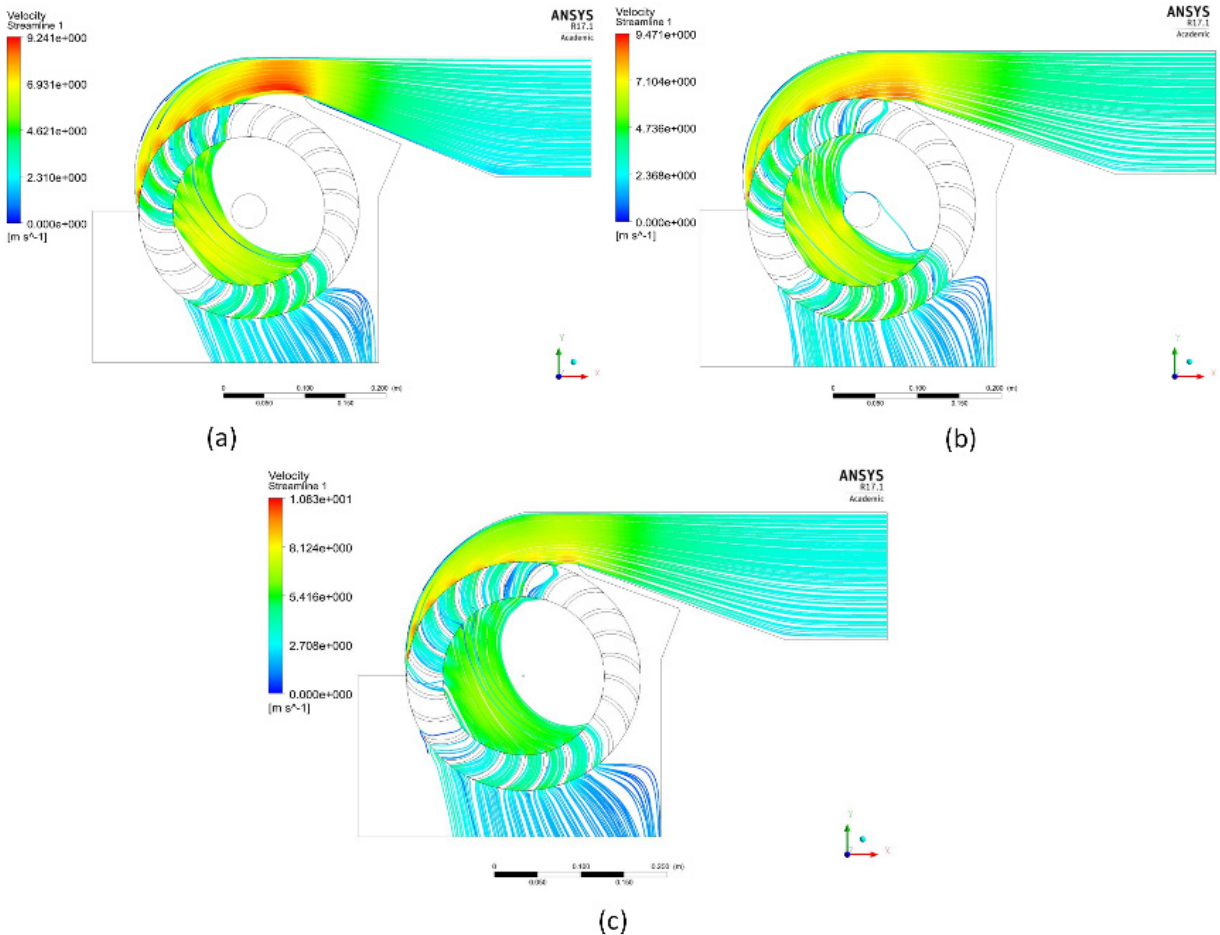 Velocity
Streamline 1
9.241e+000
6.931e+000
4.621e+000
2.310e+000
0.000e+000
[m s^-1]
ANSYS
R17.1
Academic
Y
X
0
0.100
0.200 (m)
0.050
0.150
(a)
Velocity
Streamline 1
9.471e+000
7.104e+000
4.736e+000
2.368e+000
0.000e+000
[m s^-1]
ANSYS
R17.1
Academic
Y
X
0
0.100
0.200 (m)
0.050
0.150
(b)
Velocity
Streamline 1
1.083e+001
8.124e+000
5.416e+000
2.708e+000
0.000e+000
[m s^-1]
ANSYS
R17.1
Academic
Y
X
0
0.100
0.200 (m)
0.050
0.150
(c)